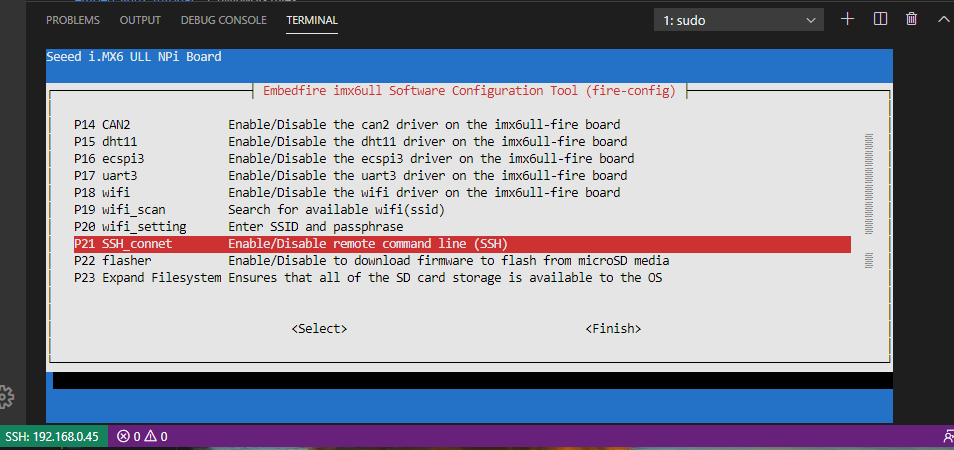 PROBLEMS OUTPUT DEBUG CONSOLE TERMINAL 1: sudo
Seeed i.MX6 ULL NPi Board
Embedfire imx6ull Software Configuration Tool (fire-config)
P14 CAN2 Enable/Disable the can2 driver on the imx6ull-fire board
P15 dht11 Enable/Disable the dht11 driver on the imx6ull-fire board
P16 ecspi3 Enable/Disable the ecspi3 driver on the imx6ull-fire board
P17 uart3 Enable/Disable the uart3 driver on the imx6ull-fire board
P18 wifi Enable/Disable the wifi driver on the imx6ull-fire board
P19 wifi_scan Search for available wifi(ssid)
P20 wifi_setting Enter SSID and passphrase
P21 SSH_connet Enable/Disable remote command line (SSH)
P22 flasher Enable/Disable to download firmware to flash from microSD media
P23 Expand Filesystem Ensures that all of the SD card storage is available to the OS
<Select> <Finish>
SSH: 192.168.0.45 0 0